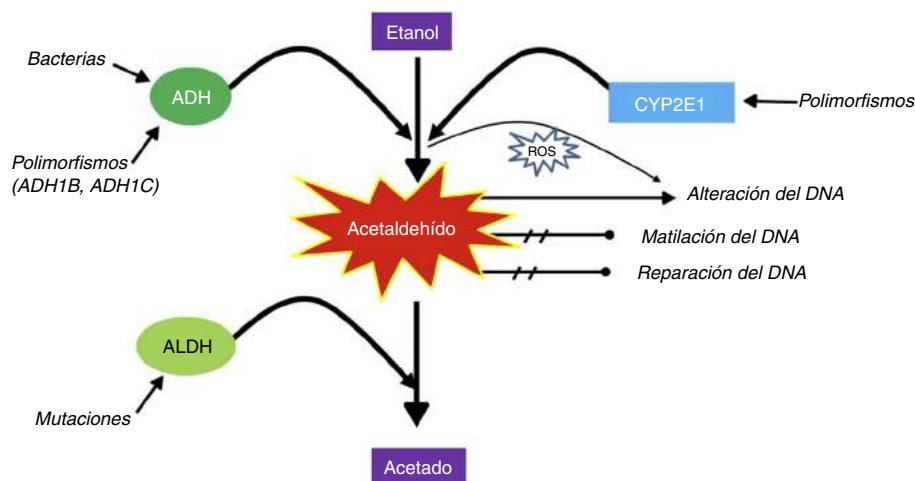 Etanol
Bacterias
ADH
CYP2E1
Polimorfismos
Polimorfismos
(ADH1B, ADH1C)
ROS
Alteración del DNA
Acetaldehído
Matilación del DNA
Reparación del DNA
ALDH
Mutaciones
Acetado